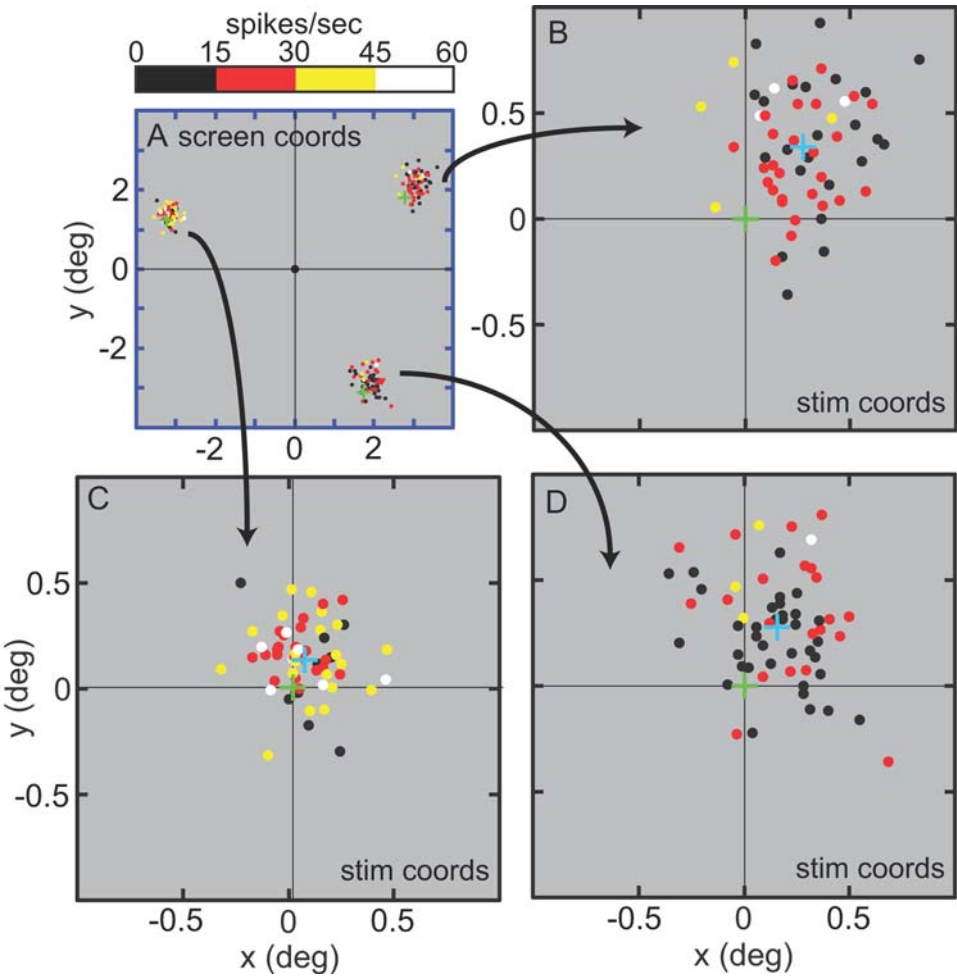 spikes/sec
0 15 30 45 60
A screen coords
2
0
-2
y (deg)
-2 0 2
B
0.5
0
-0.5
stim coords
C
0.5
0
-0.5
y (deg)
stim coords
-0.5 0 0.5
x (deg)
D
stim coords
-0.5 0 0.5
x (deg)